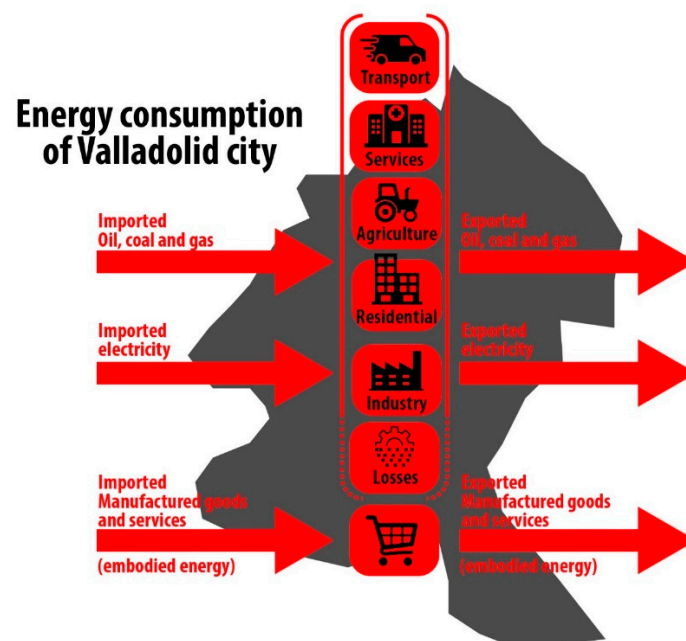 Energy consumption
of Valladolid city
Transport
Services
Agriculture
Residential
Industry
Losses
Imported
Oil, coal and gas
Imported
electricity
Imported
Manufactured goods
and services
(embodied energy)
Exported
Oil, coal and gas
Exported
electricity
Exported
Manufactured goods
and services
(embodied energy)